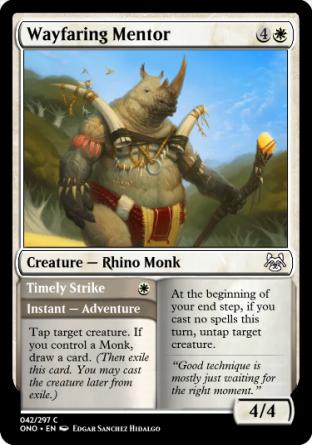 Wayfaring Mentor 4
Creature — Rhino Monk
Timely Strike
Instant — Adventure
Tap target creature. If
you control a Monk,
draw a card. (Then exile
this card. You may cast
the creature later from
exile.)
At the beginning of
your end step, if you
cast no spells this
turn, untap target
creature.
“Good technique is
mostly just waiting for
the right moment.”
4/4
042/297 C
ONO • EN EDGAR SANCHEZ HIDALGO